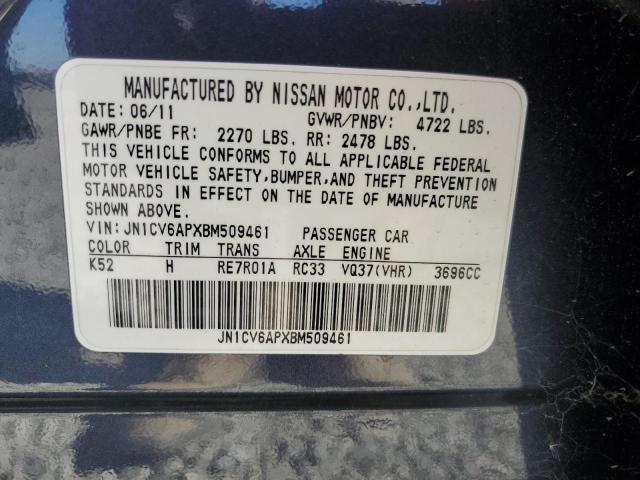 MANUFACTURED BY NISSAN MOTOR CO.,LTD.
DATE: 06/11 GVWR/PNBV: 4722 LBS.
GAWR/PNBE FR: 2270 LBS. RR: 2478 LBS.
THIS VEHICLE CONFORMS TO ALL APPLICABLE FEDERAL
MOTOR VEHICLE SAFETY,BUMPER,AND THEFT PREVENTION
STANDARDS IN EFFECT ON THE DATE OF MANUFACTURE
SHOWN ABOVE.
VIN:JN1CV6APXBM509461 PASSENGER CAR
COLOR TRIM TRANS AXLE ENGINE
K52 H RE7R01A RC33 VQ37(VHR) 3696CC
JN1CV6APXBM509461